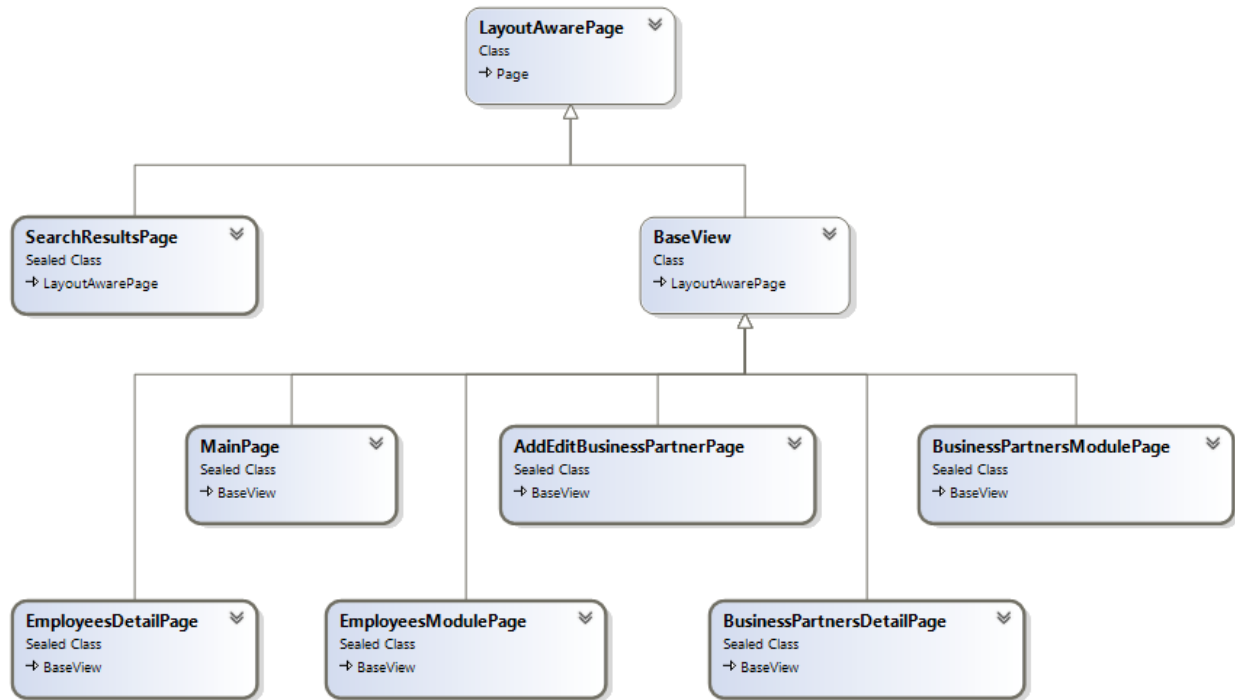 LayoutAwarePage
Class
Page
SearchResultsPage
Sealed Class
LayoutAwarePage
BaseView
Class
LayoutAwarePage
MainPage
Sealed Class
BaseView
AddEditBusinessPartnerPage
Sealed Class
BaseView
BusinessPartnersModulePage
Sealed Class
BaseView
EmployeesDetailPage
Sealed Class
BaseView
EmployeesModulePage
Sealed Class
BaseView
BusinessPartnersDetailPage
Sealed Class
BaseView